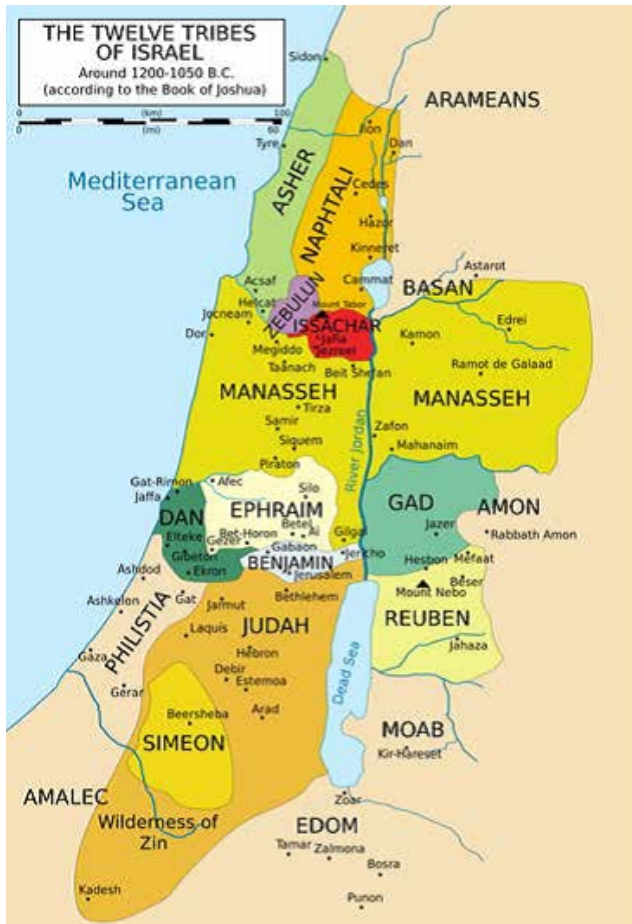 THE TWELVE TRIBES
OF ISRAEL
Around 1200-1050 B.C.
(according to the Book of Joshua)
0 (km) 100
0 (mi) 60
Sidon
ARAMEANS
Ijon
Tyre
Dan
Mediterranean
Sea
ASHER
NAPHTALI
Cedes
Hazor
Kinneret
Astarot
Acsaf
Cammat
BASAN
Helcat
ZEBULUN
Mount Tabor
Jocneam
ISSACHAR
Edrei
Dor
Jafia
Kamon
Megiddo
Jezreel
Taanach
Beit Shefan
Ramot de Galaad
MANASSEH
MANASSEH
Tirza
Samir
Zafon
Siquem
Mahanaim
River Jordan
Piraton
Gat-Rimon
Afec
Jaffa
Silo
EPHRAIM
GAD
AMON
DAN
Betel
Jazer
Rabbath Amon
Elteke
Bet-Horon
Ai
Gilgal
Gezer
Gabaon
Jericho
Gibeton
BENJAMIN
Mefaat
Ekron
Jerusalem
Hesbon
Ashdod
Beser
Bethlehem
Mount Nebo
Gat
Jarmut
Ashkelon
REUBEN
PHILISTIA
Laquis
JUDAH
Jahaza
Hebron
Gaza
Debir
Dead Sea
Gerar
Estemoa
Beersheba
Arad
MOAB
SIMEON
Kir-Hareset
AMALEC
Zoar
Wilderness of
Zin
EDOM
Tamar
Zalmona
Bosra
Kadesh
Punon